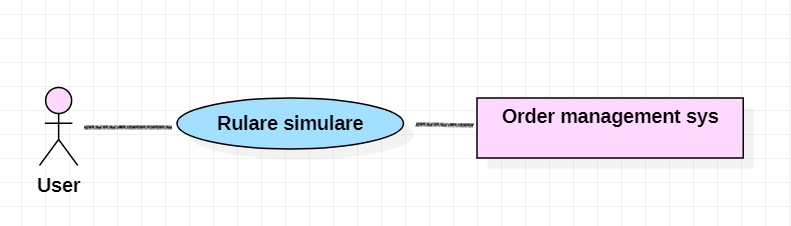 Rulare simulare
Order management sys
User